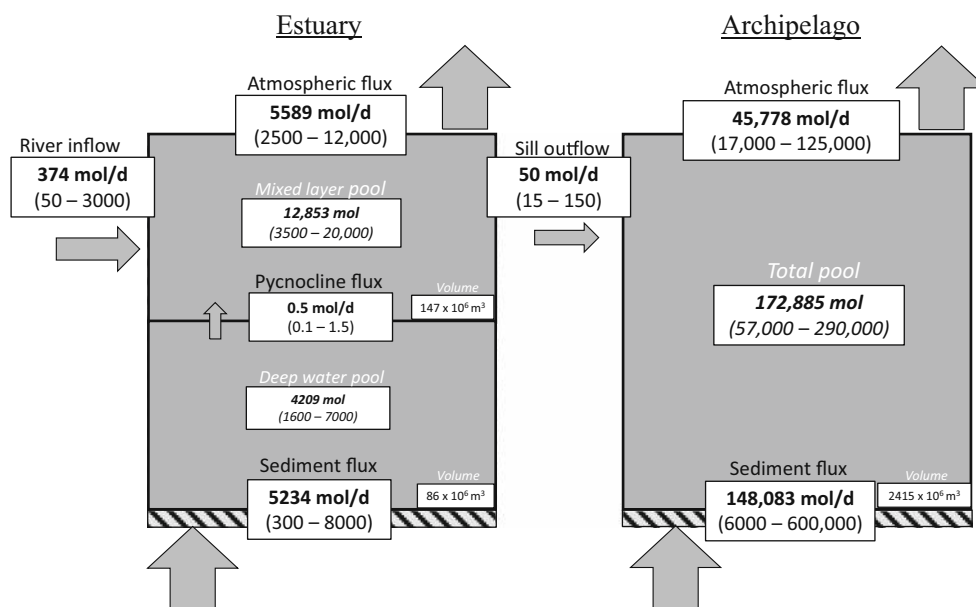 Estuary
Archipelago
Atmospheric flux
5589 mol/d
(2500 – 12,000)
Atmospheric flux
45,778 mol/d
(17,000 – 125,000)
River inflow
374 mol/d
(50 – 3000)
Sill outflow
50 mol/d
(15 – 150)
Mixed layer pool
12,853 mol
(3500 – 20,000)
Pycnocline flux
0.5 mol/d
(0.1 – 1.5)
Volume
147 x 10⁶ m³
Total pool
172,885 mol
(57,000 – 290,000)
Deep water pool
4209 mol
(1600 – 7000)
Sediment flux
5234 mol/d
(300 – 8000)
Volume
86 x 10⁶ m³
Sediment flux
148,083 mol/d
(6000 – 600,000)
Volume
2415 x 10⁶ m³